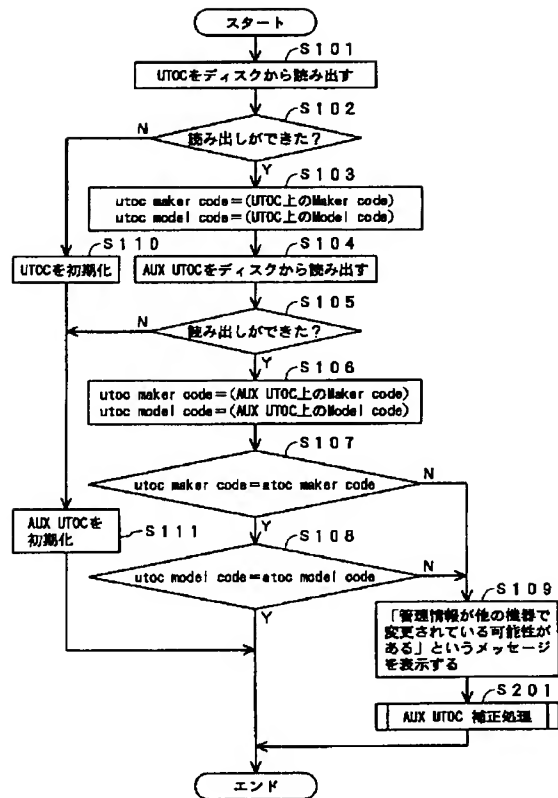 スタート
S101
UTOCをディスクから読み出す
S102
N
読み出しができた?
Y
S103
utoc maker code=(UTOC上のMaker code)
utoc model code=(UTOC上のModel code)
S110
S104
UTOCを初期化
AUX UTOCをディスクから読み出す
S105
N
読み出しができた?
Y
S106
utoc maker code=(AUX UTOC上のMaker code)
utoc model code=(AUX UTOC上のModel code)
S107
N
utoc maker code=atoc maker code
Y
AUX UTOCを
初期化
S111
S108
N
utoc model code=atoc model code
Y
S109
「管理情報が他の機器で
変更されている可能性が
ある」というメッセージ
を表示する
S201
AUX UTOC 補正処理
エンド